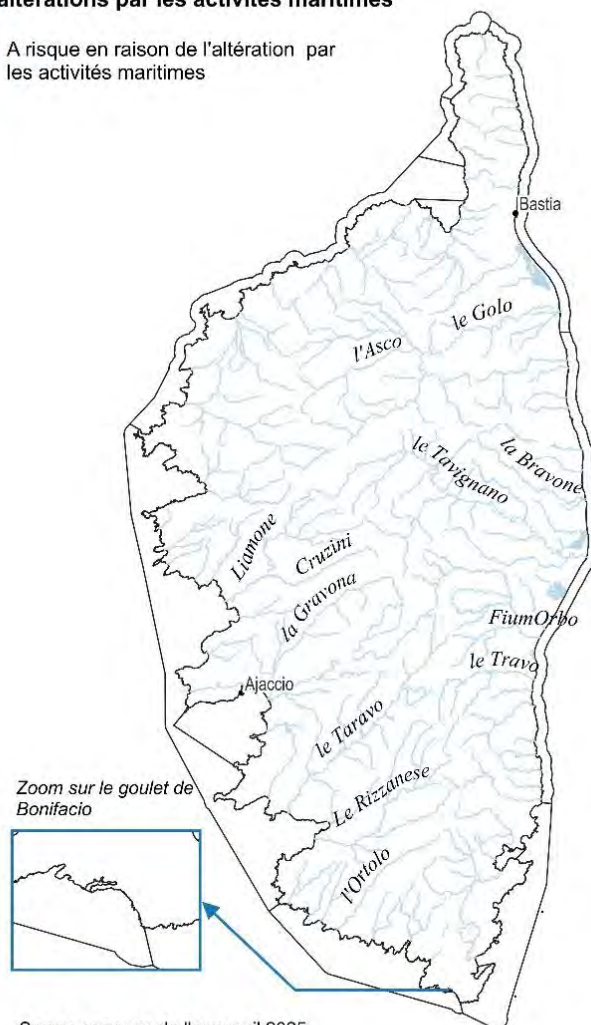 altérations par les activités maritimes
A risque en raison de l'altération par
les activités maritimes
Bastia
le Golo
l'Asco
la Bravone
le Tavignano
Liamone
Cruzini
la Gravona
FiumOrbo
le Travo
Ajaccio
le Taravo
Zoom sur le goulet de
Bonifacio
Le Rizzanese
l'Ortolo